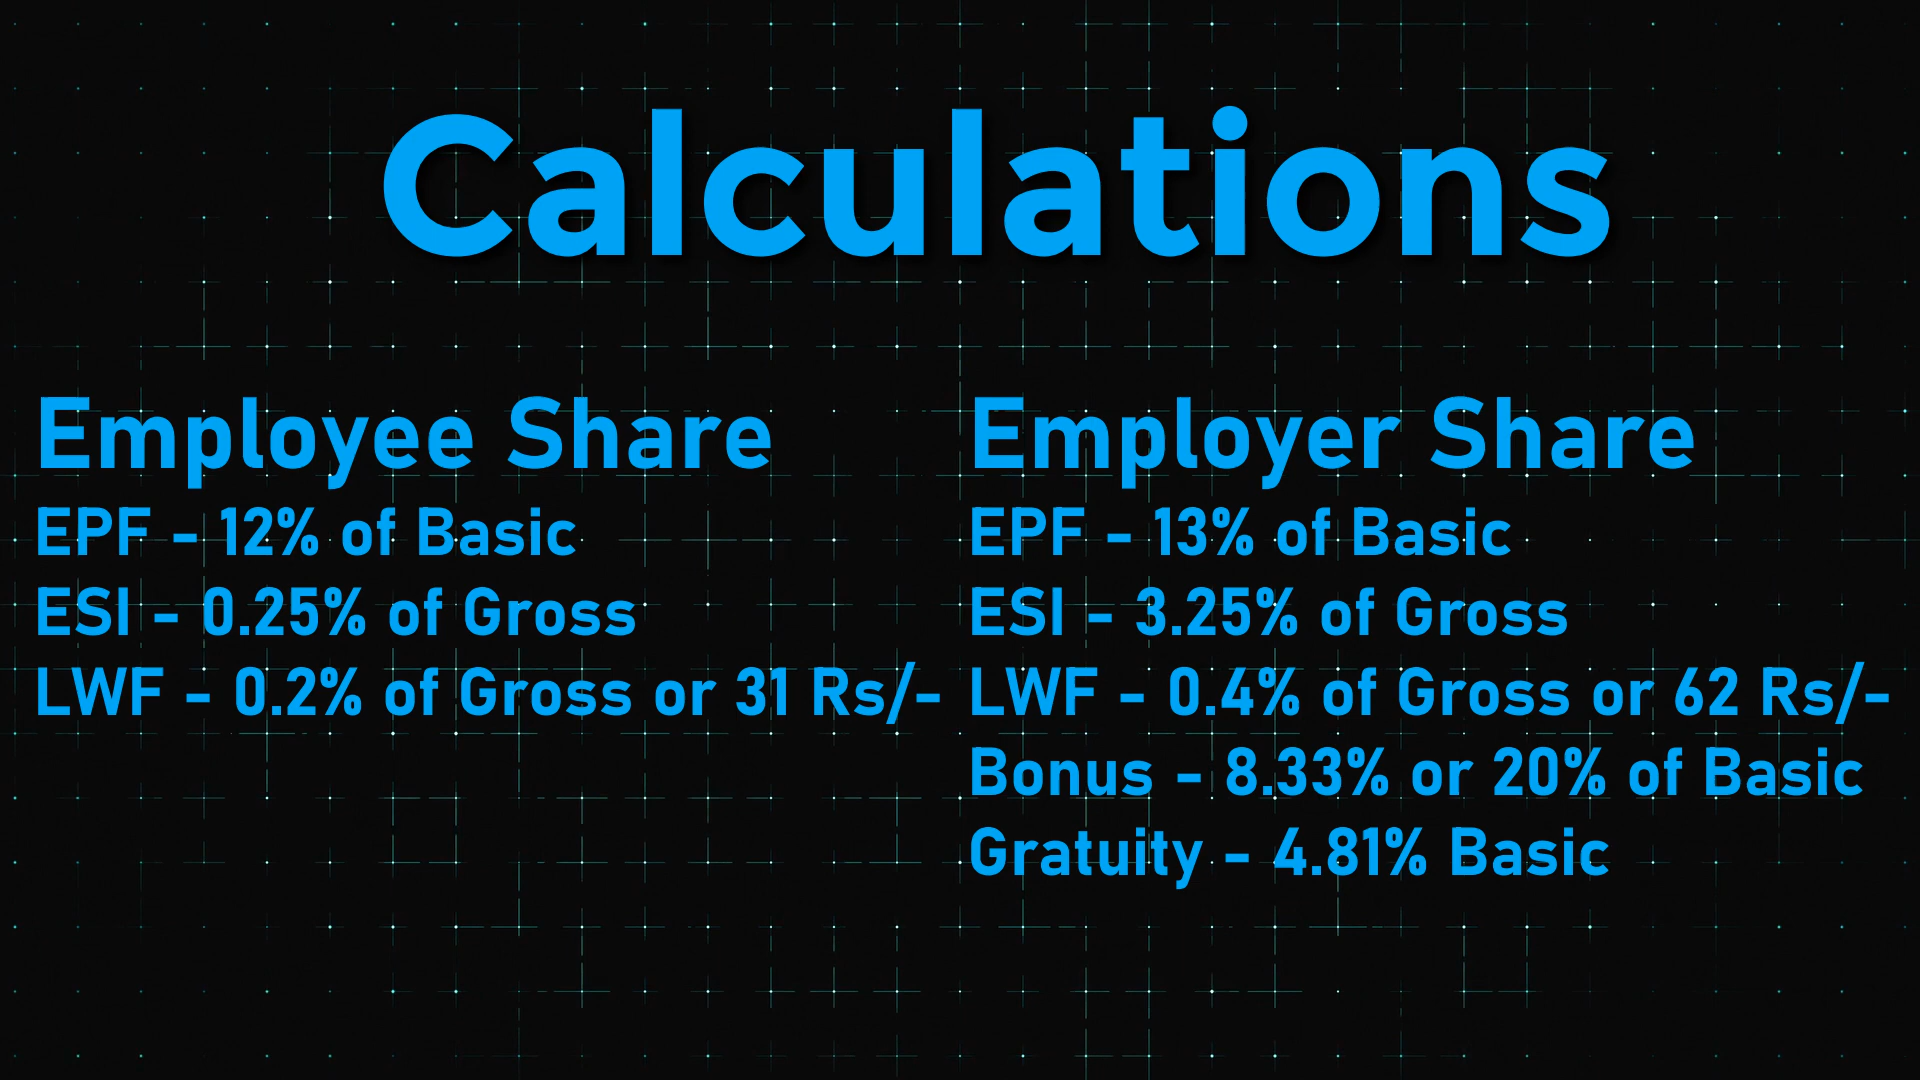 Calculations
Employee Share
EPF - 12% of Basic
ESI - 0.25% of Gross
LWF - 0.2% of Gross or 31 Rs/-
Employer Share
EPF - 13% of Basic
ESI - 3.25% of Gross
LWF - 0.4% of Gross or 62 Rs/-
Bonus - 8.33% or 20% of Basic
Gratuity - 4.81% Basic